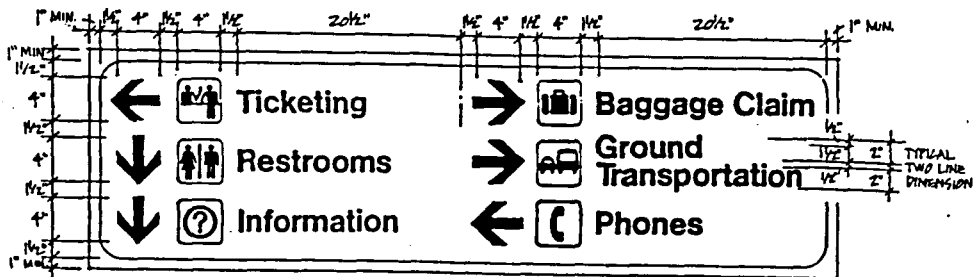 1" MIN. 1½" 4" 1½" 4" 1½" 20½" 1½" 4" 1½" 4" 1½" 20½" 1" MIN.
1" MIN
1½"
4" Ticketing Baggage Claim
1½" ½"
4" Restrooms Ground 1½" 2" TYPICAL
Transportation ½" 2" TWO LINE
DIMENSION
1½"
4" ? Information Phones
1½"
1" MIN.